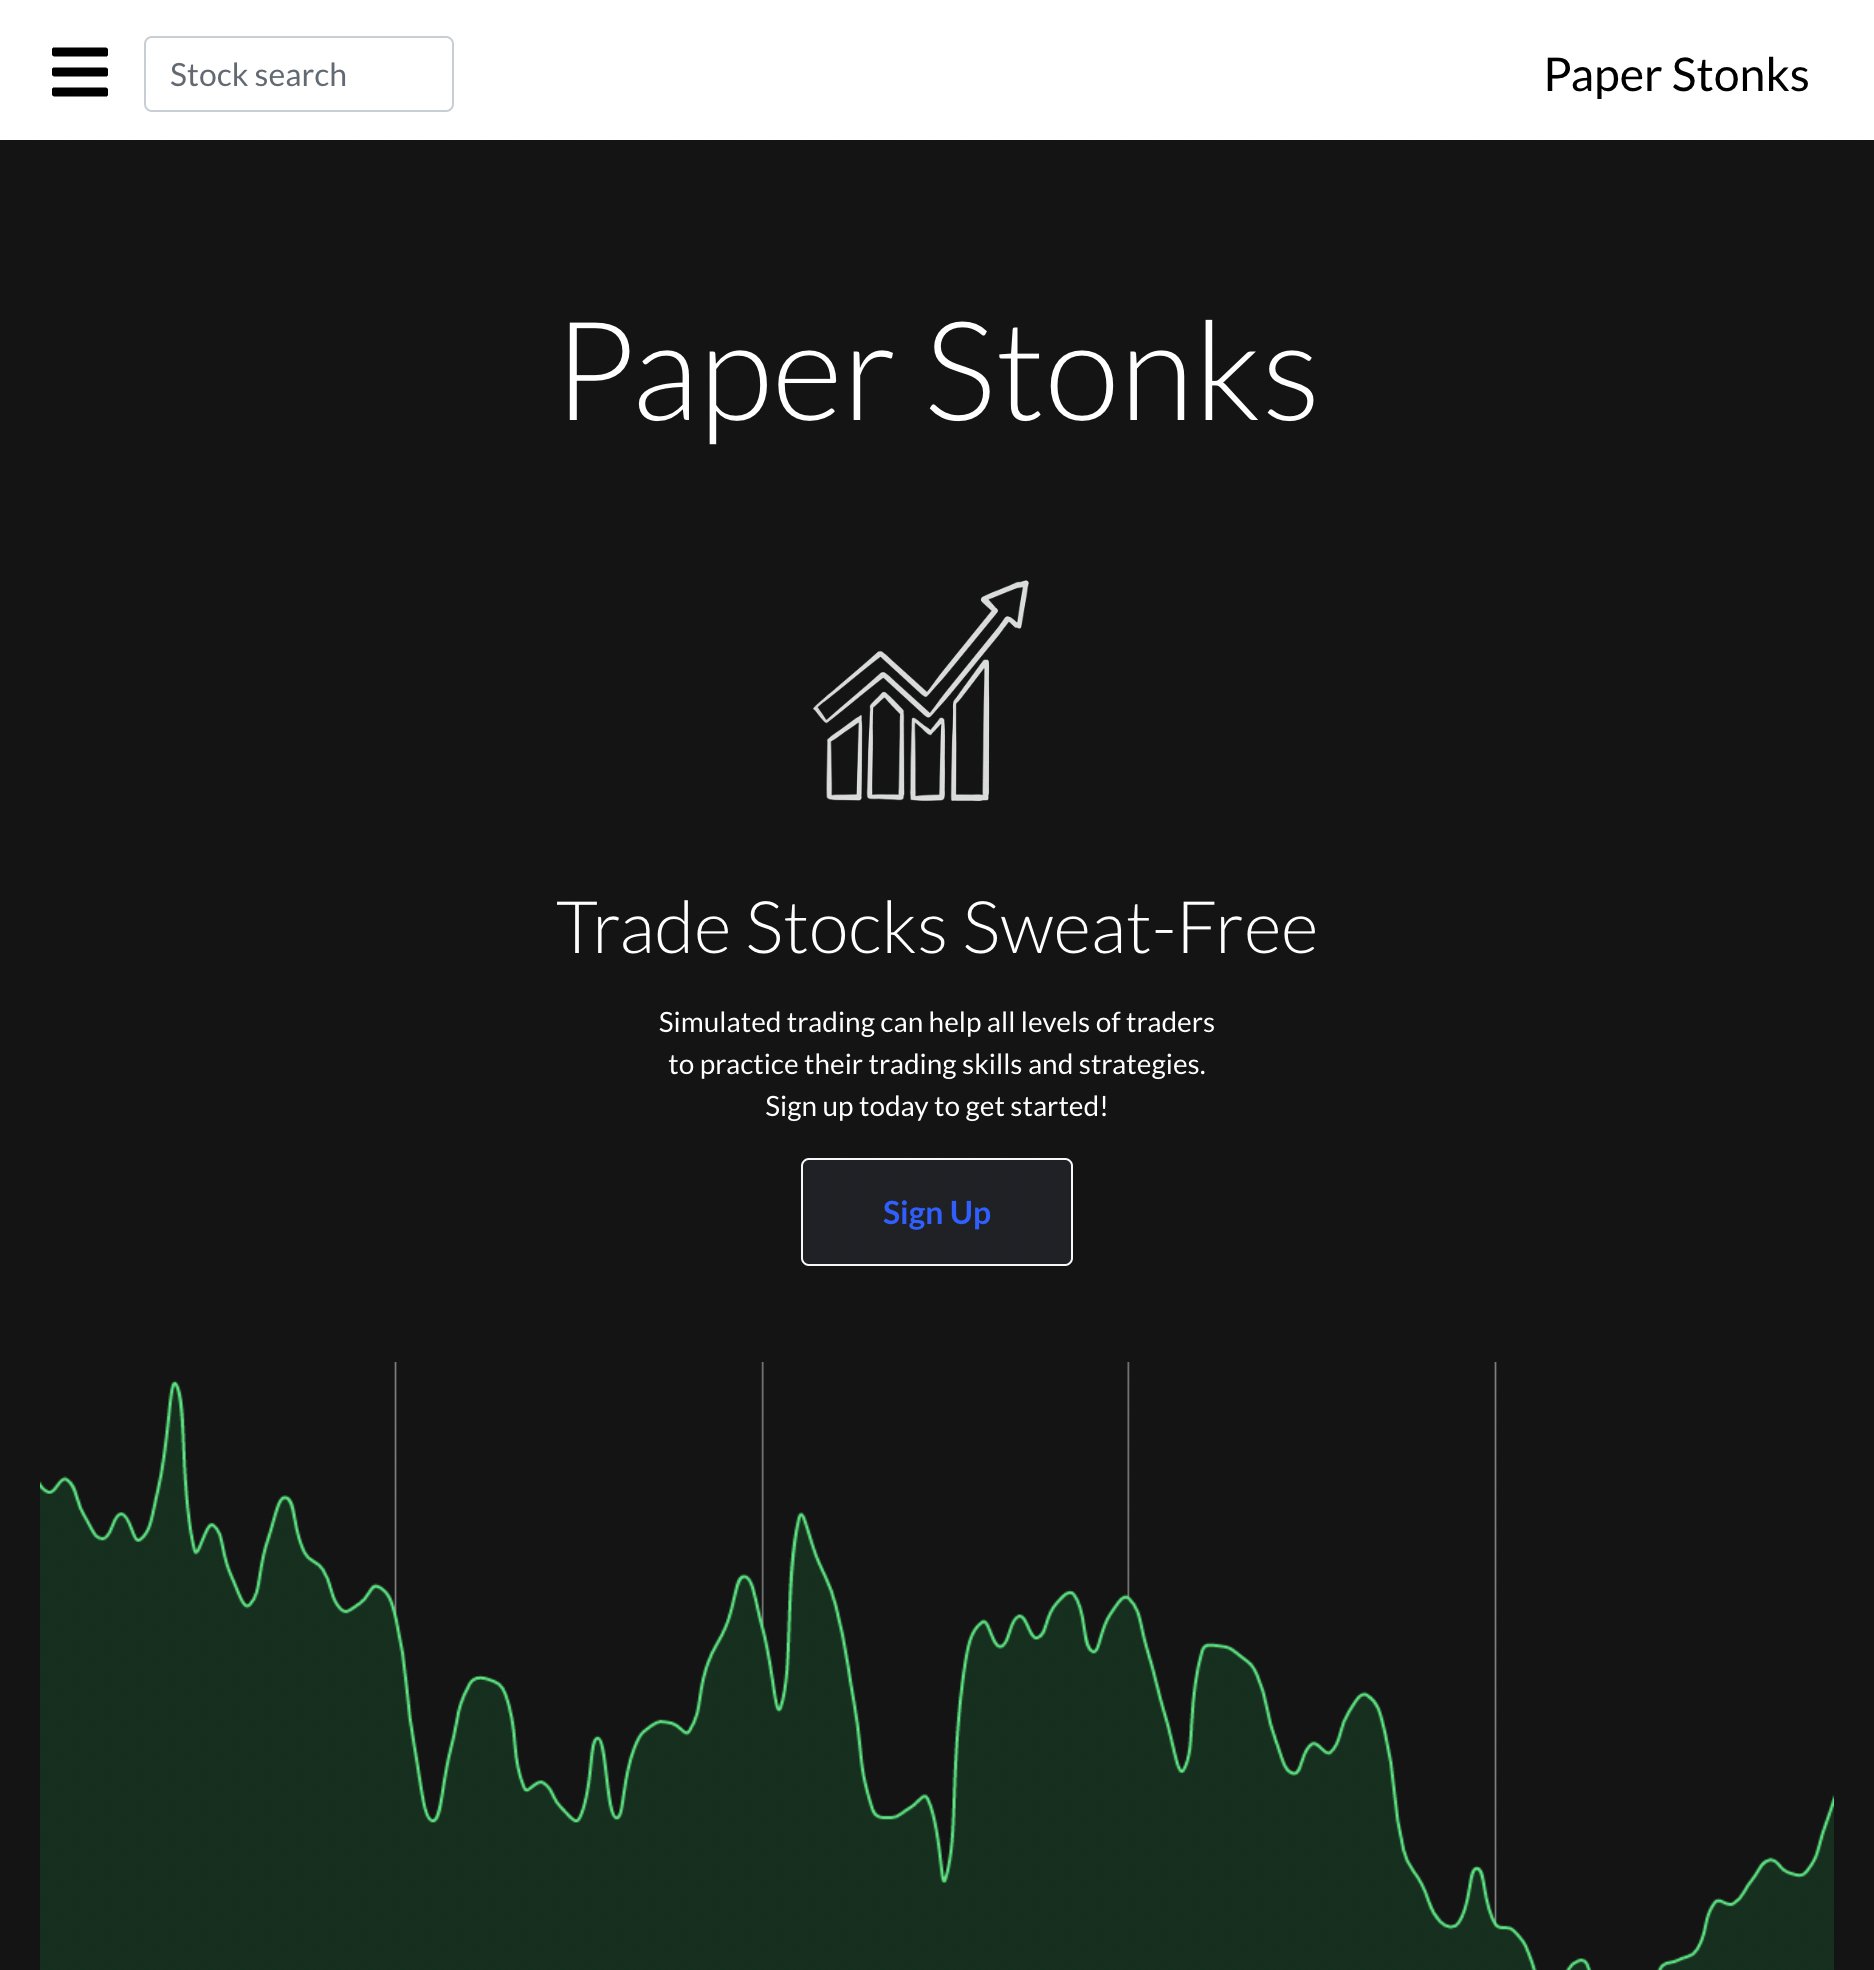 Stock search
Paper Stonks
Paper Stonks
Trade Stocks Sweat-Free
Simulated trading can help all levels of traders
to practice their trading skills and strategies.
Sign up today to get started!
Sign Up